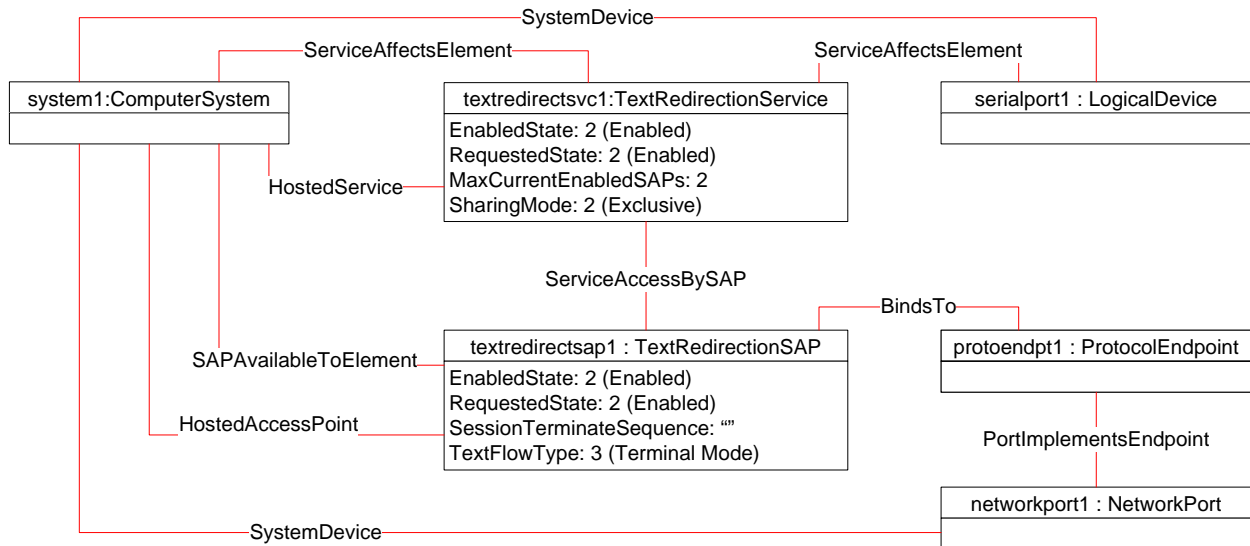 SystemDevice
ServiceAffectsElement
ServiceAffectsElement
system1:ComputerSystem
textredirectsvc1:TextRedirectionService
serialport1 : LogicalDevice
EnabledState: 2 (Enabled)
RequestedState: 2 (Enabled)
MaxCurrentEnabledSAPs: 2
SharingMode: 2 (Exclusive)
HostedService
ServiceAccessBySAP
BindsTo
textredirectsap1 : TextRedirectionSAP
protoendpt1 : ProtocolEndpoint
SAPAvailableToElement
EnabledState: 2 (Enabled)
RequestedState: 2 (Enabled)
SessionTerminateSequence: “”
TextFlowType: 3 (Terminal Mode)
HostedAccessPoint
PortImplementsEndpoint
networkport1 : NetworkPort
SystemDevice